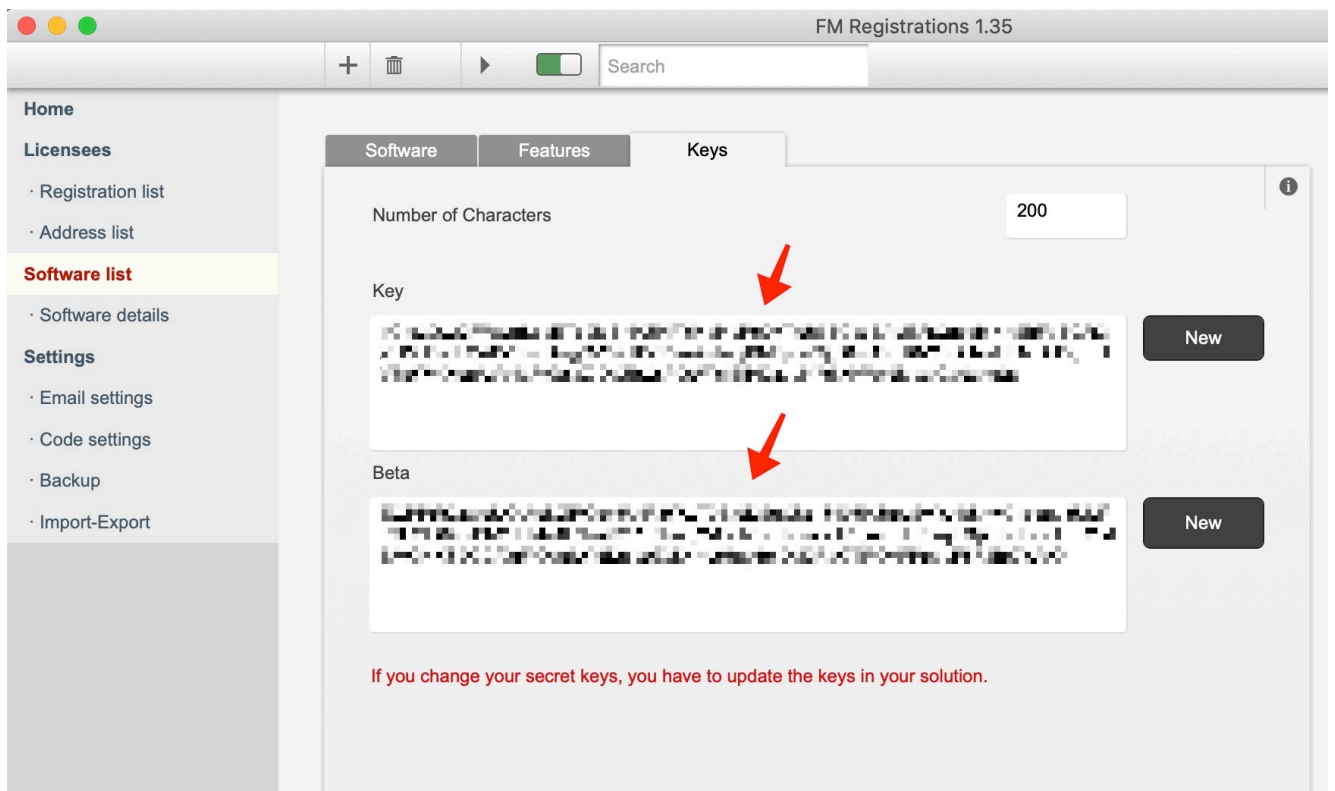 FM Registrations 1.35
Search
Home
Licensees
· Registration list
· Address list
Software list
· Software details
Settings
· Email settings
· Code settings
· Backup
· Import-Export
Software
Features
Keys
Number of Characters
200
Key
New
Beta
New
If you change your secret keys, you have to update the keys in your solution.